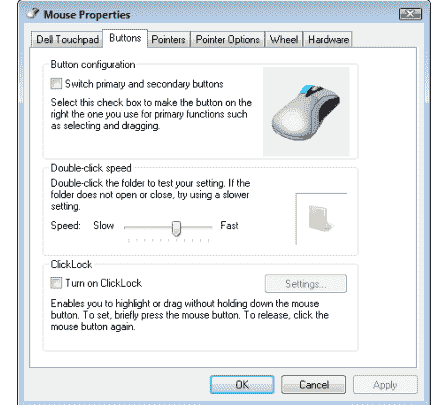 Mouse Properties
Dell Touchpad Buttons Pointers Pointer Options Wheel Hardware
Button configuration
Switch primary and secondary buttons
Select this check box to make the button on the
right the one you use for primary functions such
as selecting and dragging.
Double-click speed
Double-click the folder to test your setting. If the
folder does not open or close, try using a slower
setting.
Speed: Slow Fast
ClickLock
Turn on ClickLock Settings...
Enables you to highlight or drag without holding down the mouse
button. To set, briefly press the mouse button. To release, click the
mouse button again.
OK Cancel Apply